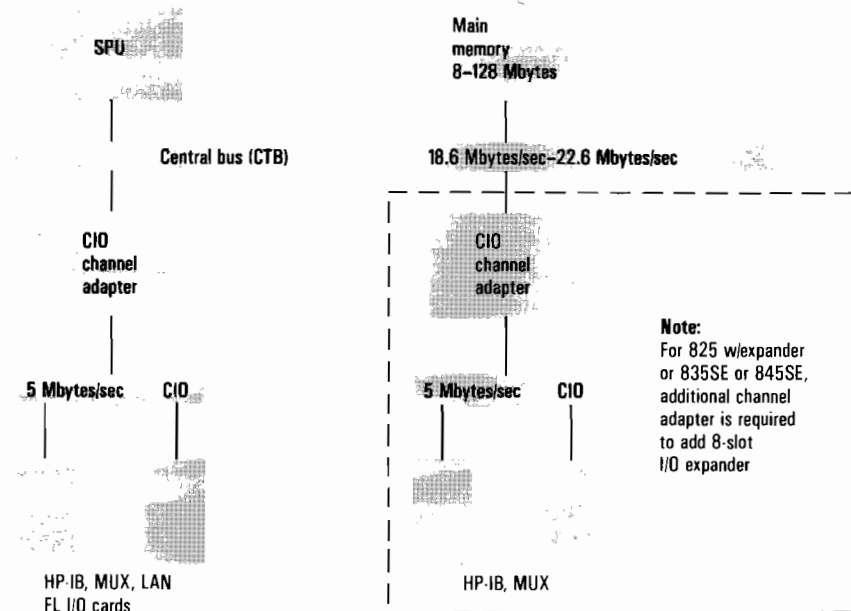 SPU
Main
memory
8–128 Mbytes
Central bus (CTB)
18.6 Mbytes/sec–22.6 Mbytes/sec
CIO
channel
adapter
CIO
channel
adapter
Note:
For 825 w/expander
or 835SE or 845SE,
additional channel
adapter is required
to add 8-slot
I/O expander
5 Mbytes/sec CIO
5 Mbytes/sec CIO
HP-IB, MUX, LAN
FL I/O cards
HP-IB, MUX